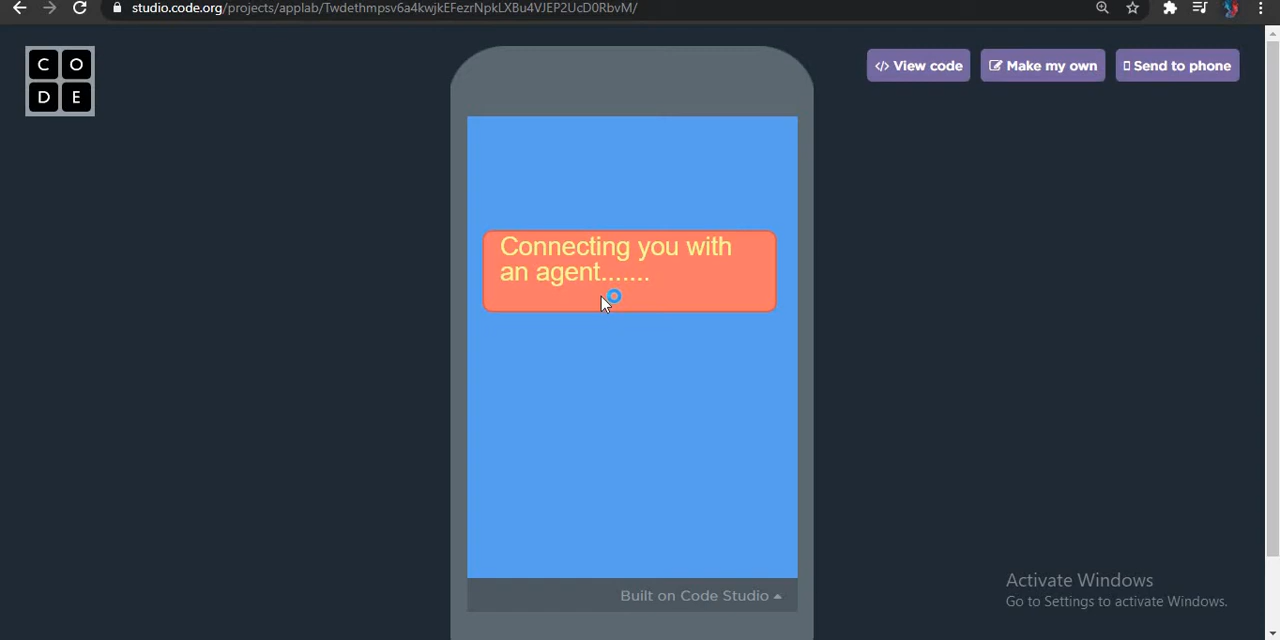 studio.code.org/projects/applab/Twdethmpsv6a4kwjkEFezrNpkLXBu4VJEP2UcD0RbvM/
C O
D E
View code
Make my own
Send to phone
Connecting you with
an agent.......
Built on Code Studio
Activate Windows
Go to Settings to activate Windows.